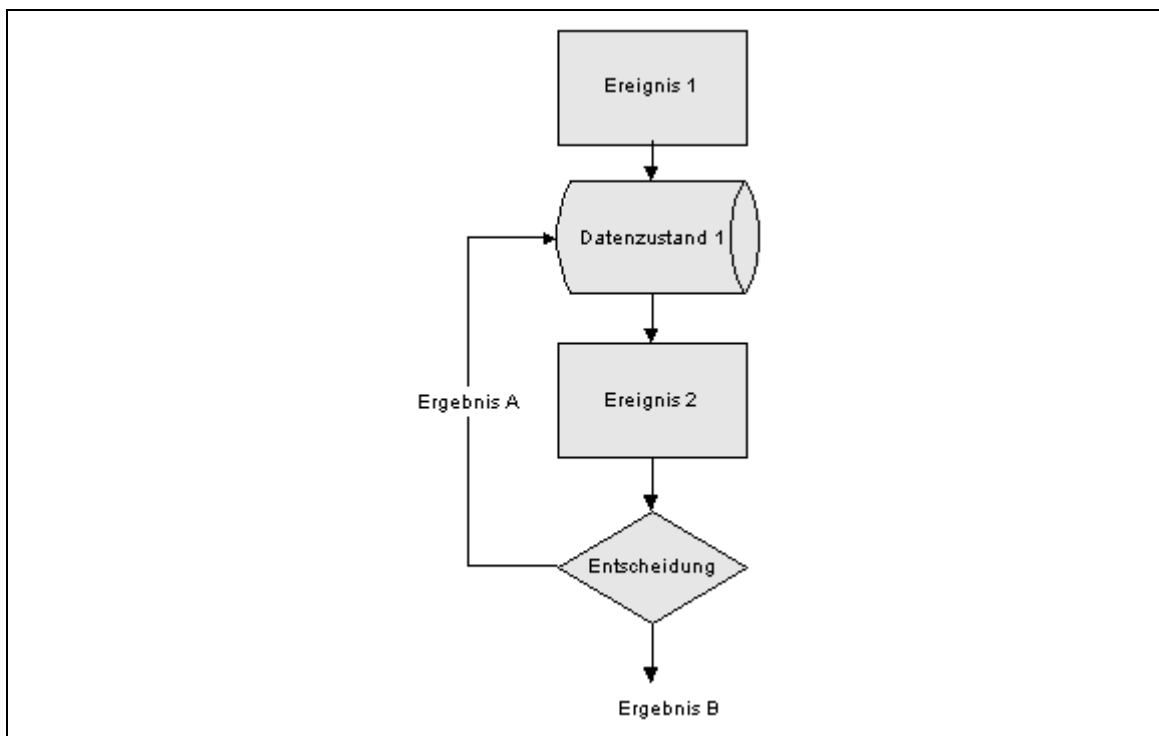 Ereignis 1
Datenzustand 1
Ergebnis A
Ereignis 2
Entscheidung
Ergebnis B